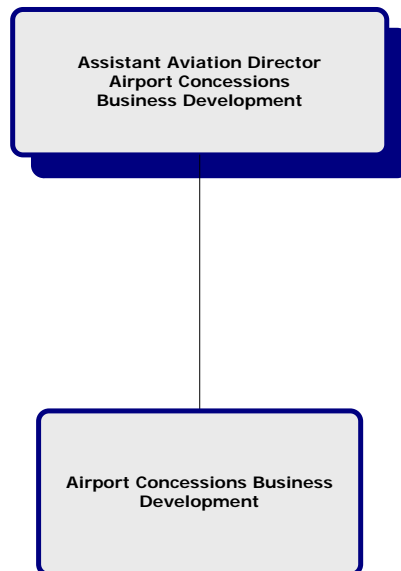 Assistant Aviation Director
Airport Concessions
Business Development
Airport Concessions Business
Development